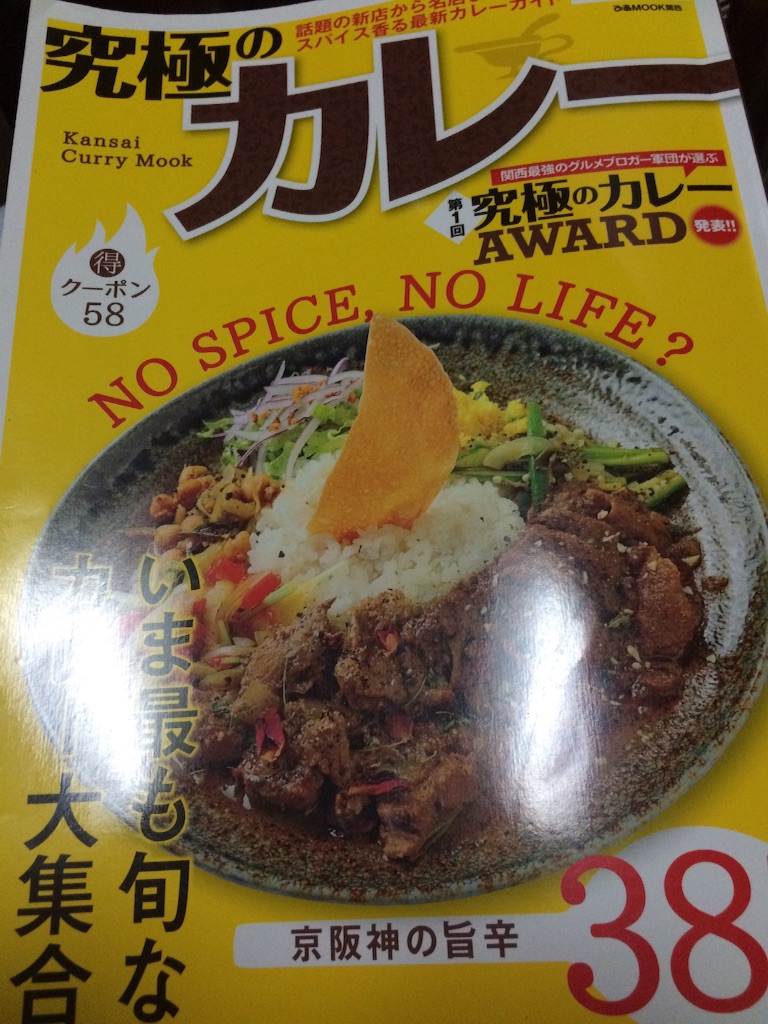 ぴあMOOK関西
話題の新店から名店
スパイス香る最新カレーガイド
究極の
カレー
Kansai
Curry Mook
関西最強のグルメブロガー軍団が選ぶ
第1回
究極のカレー
AWARD
発表!!
得
クーポン
58
NO SPICE, NO LIFE?
いま最も旬な
カレー大集合
京阪神の旨辛
38